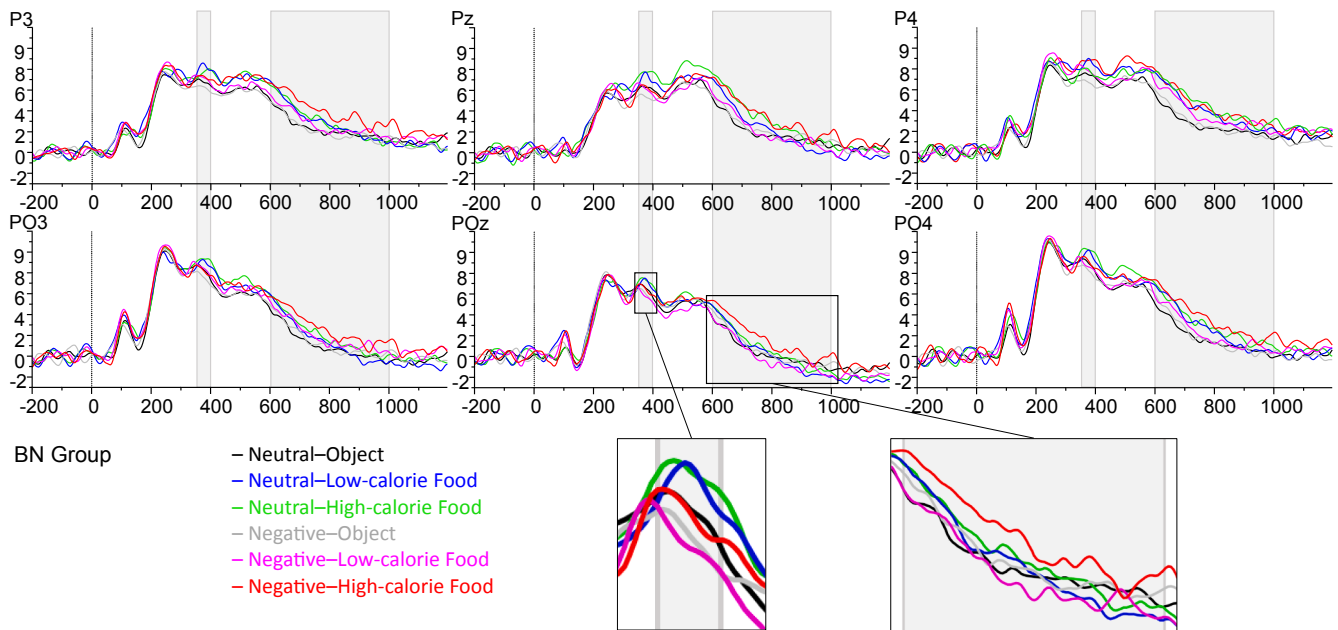 P3 Pz P4
9 9 9
8 8 8
6 6 6
4 4 4
2 2 2
0 0 0
-2 -2 -2
-200 0 200 400 600 800 1000 -200 0 200 400 600 800 1000 -200 0 200 400 600 800 1000
PO3 POz PO4
9 9 9
8 8 8
6 6 6
4 4 4
2 2 2
0 0 0
-2 -2 -2
-200 0 200 400 600 800 1000 -200 0 200 400 600 800 1000 -200 0 200 400 600 800 1000
BN Group
– Neutral–Object
– Neutral–Low-calorie Food
– Neutral–High-calorie Food
– Negative–Object
– Negative–Low-calorie Food
– Negative–High-calorie Food